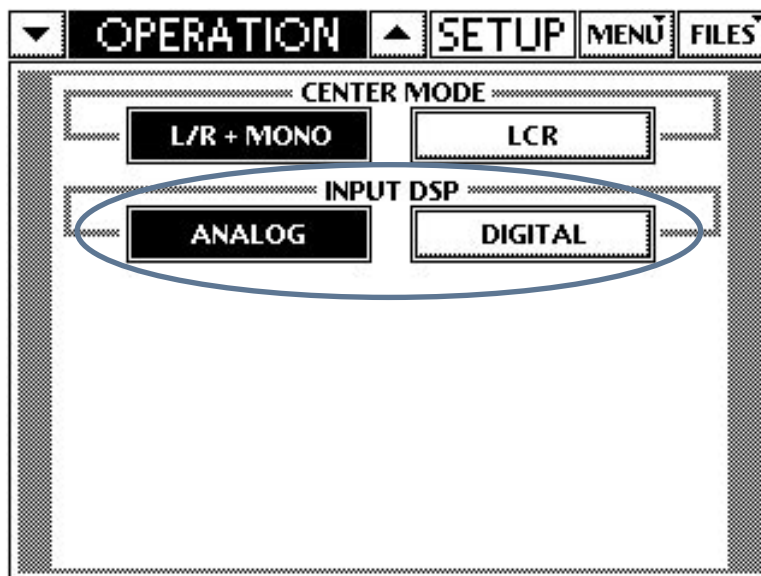 OPERATION SETUP MENU FILES
CENTER MODE
L/R + MONO LCR
INPUT DSP
ANALOG DIGITAL